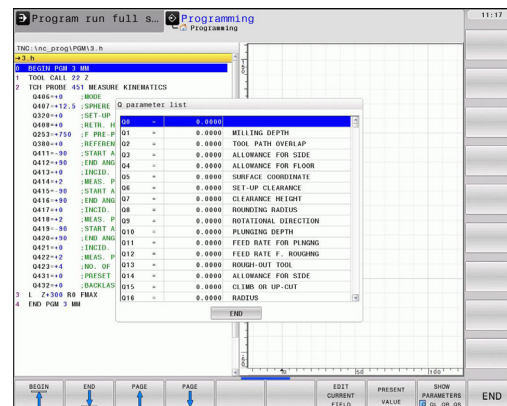 Program run full s...
Programming
Programming
11:17
TNC:\nc_prog\PGM\3.h
→3.h
0 BEGIN PGM 3 MM
1 TOOL CALL 22 Z
2 TCH PROBE 451 MEASURE KINEMATICS
Q406=+0 ;MODE
Q407=+12.5 ;SPHERE
Q320=+0 ;SET-UP
Q408=+0 ;RETR. H
Q253=+750 ;F PRE-P
Q380=+0 ;REFEREN
Q411=-90 ;START A
Q412=+90 ;END ANG
Q413=+0 ;INCID.
Q414=+2 ;MEAS. P
Q415=-90 ;START A
Q416=+90 ;END ANG
Q417=+0 ;INCID.
Q418=+2 ;MEAS. P
Q419=-90 ;START A
Q420=+90 ;END ANG
Q421=+0 ;INCID.
Q422=+2 ;MEAS. P
Q423=+4 ;NO. OF
Q431=+0 ;PRESET
Q432=+0 ;BACKLAS
3 L Z+300 R0 FMAX
4 END PGM 3 MM
Q parameter list
Q0 = 0.0000
Q1 = 0.0000 MILLING DEPTH
Q2 = 0.0000 TOOL PATH OVERLAP
Q3 = 0.0000 ALLOWANCE FOR SIDE
Q4 = 0.0000 ALLOWANCE FOR FLOOR
Q5 = 0.0000 SURFACE COORDINATE
Q6 = 0.0000 SET-UP CLEARANCE
Q7 = 0.0000 CLEARANCE HEIGHT
Q8 = 0.0000 ROUNDING RADIUS
Q9 = 0.0000 ROTATIONAL DIRECTION
Q10 = 0.0000 PLUNGING DEPTH
Q11 = 0.0000 FEED RATE FOR PLNGNG
Q12 = 0.0000 FEED RATE F. ROUGHNG
Q13 = 0.0000 ROUGH-OUT TOOL
Q14 = 0.0000 ALLOWANCE FOR SIDE
Q15 = 0.0000 CLIMB OR UP-CUT
Q16 = 0.0000 RADIUS
END
50
100
BEGIN
END
PAGE
PAGE
EDIT CURRENT FIELD
PRESENT VALUE
SHOW PARAMETERS
Q QL QR QS
END